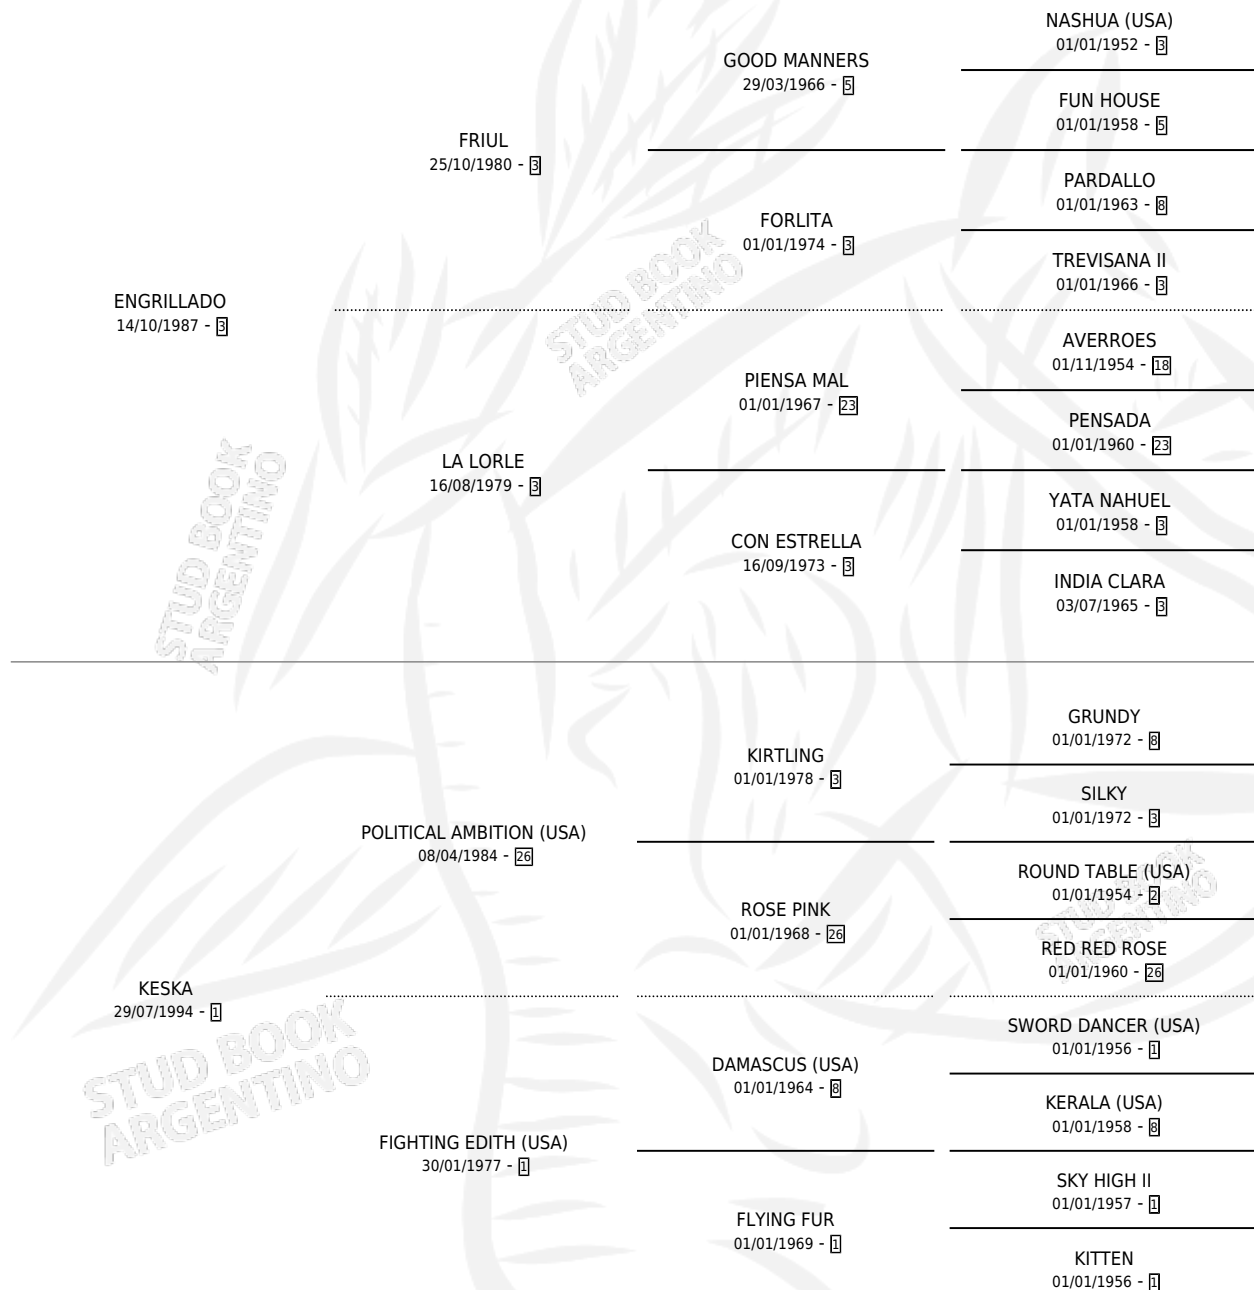 NASHUA (USA)
01/01/1952 - 3
GOOD MANNERS
29/03/1966 - 5
FUN HOUSE
01/01/1958 - 5
FRIUL
25/10/1980 - 3
PARDALLO
01/01/1963 - 8
FORLITA
01/01/1974 - 3
TREVISANA II
01/01/1966 - 3
ENGRILLADO
14/10/1987 - 3
STUD BOOK
ARGENTINO
AVERROES
01/11/1954 - 18
PIENSA MAL
01/01/1967 - 23
PENSADA
01/01/1960 - 23
LA LORLE
16/08/1979 - 3
YATA NAHUEL
01/01/1958 - 3
CON ESTRELLA
16/09/1973 - 3
INDIA CLARA
03/07/1965 - 3
STUD BOOK
ARGENTINO
GRUNDY
01/01/1972 - 8
KIRTLING
01/01/1978 - 3
SILKY
01/01/1972 - 3
POLITICAL AMBITION (USA)
08/04/1984 - 26
ROUND TABLE (USA)
01/01/1954 - 2
ROSE PINK
01/01/1968 - 26
RED RED ROSE
01/01/1960 - 26
STUD BOOK
ARGENTINO
KESKA
29/07/1994 - 1
SWORD DANCER (USA)
01/01/1956 - 1
DAMASCUS (USA)
01/01/1964 - 8
KERALA (USA)
01/01/1958 - 8
STUD BOOK
ARGENTINO
FIGHTING EDITH (USA)
30/01/1977 - 1
SKY HIGH II
01/01/1957 - 1
FLYING FUR
01/01/1969 - 1
KITTEN
01/01/1956 - 1